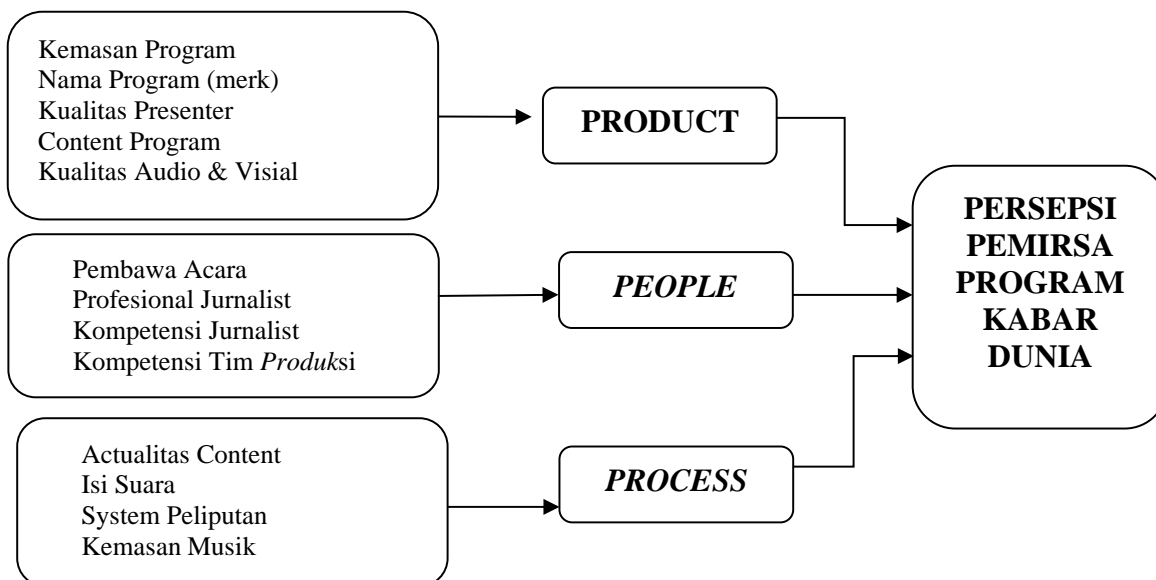 Kemasan Program
Nama Program (merk)
Kualitas Presenter
Content Program
Kualitas Audio & Visial
PRODUCT
Pembawa Acara
Profesional Jurnalist
Kompetensi Jurnalist
Kompetensi Tim Produksi
PEOPLE
Actualitas Content
Isi Suara
System Peliputan
Kemasan Musik
PROCESS
PERSEPSI
PEMIRSA
PROGRAM
KABAR
DUNIA